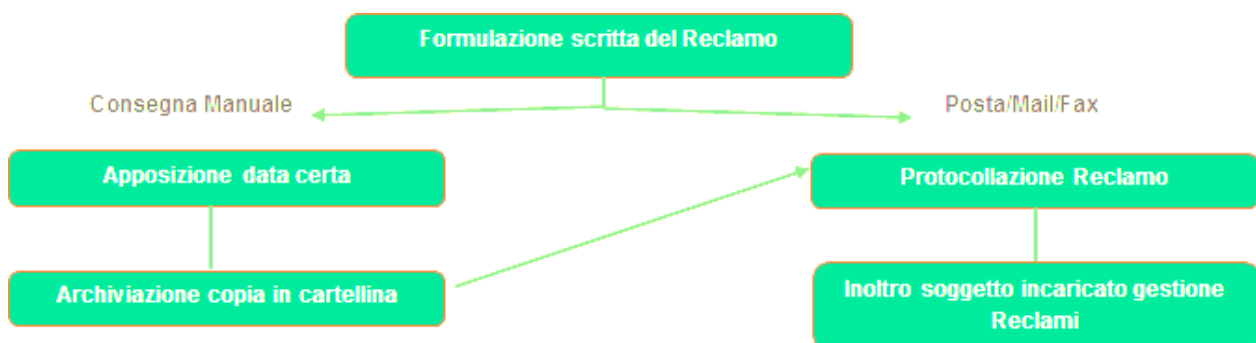 Formulazione scritta del Reclamo
Consegna Manuale
Posta/Mail/Fax
Apposizione data certa
Protocollazione Reclamo
Archiviazione copia in cartellina
Inoltro soggetto incaricato gestione
Reclami